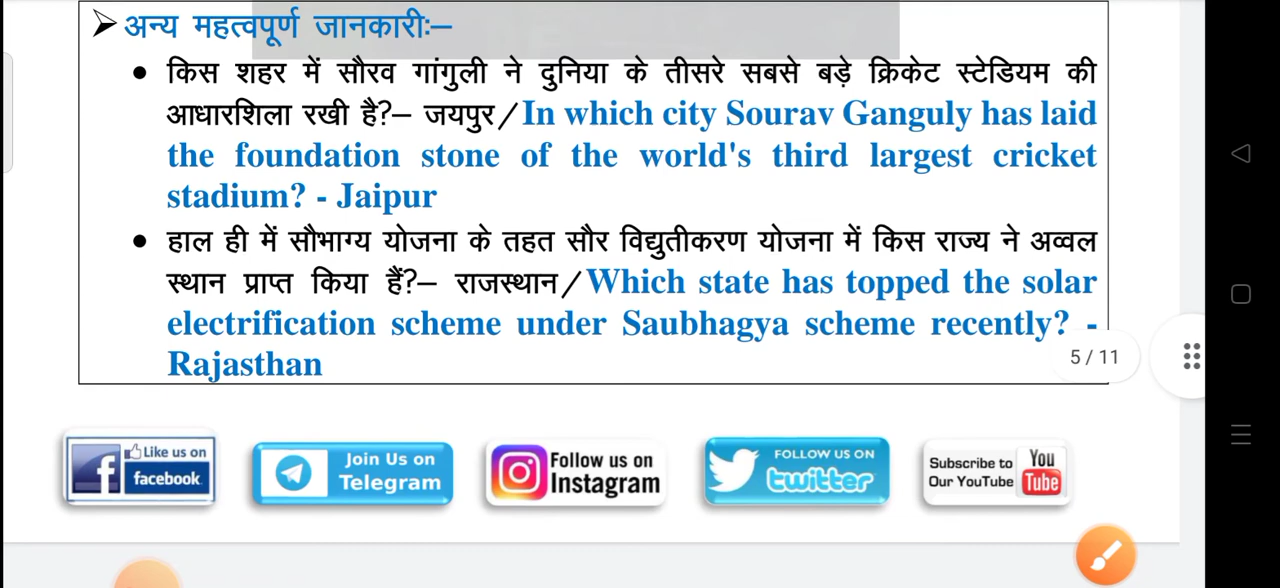 ➤ अन्य महत्वपूर्ण जानकारीः–
• किस शहर में सौरव गांगुली ने दुनिया के तीसरे सबसे बड़े क्रिकेट स्टेडियम की
आधारशिला रखी है?– जयपुर/In which city Sourav Ganguly has laid
the foundation stone of the world's third largest cricket
stadium? - Jaipur
• हाल ही में सौभाग्य योजना के तहत सौर विद्युतीकरण योजना में किस राज्य ने अव्वल
स्थान प्राप्त किया हैं?– राजस्थान/Which state has topped the solar
electrification scheme under Saubhagya scheme recently? -
Rajasthan
5 / 11
Like us on
facebook
Join Us on
Telegram
Follow us on
Instagram
FOLLOW US ON
twitter
Subscribe to
Our YouTube
You
Tube